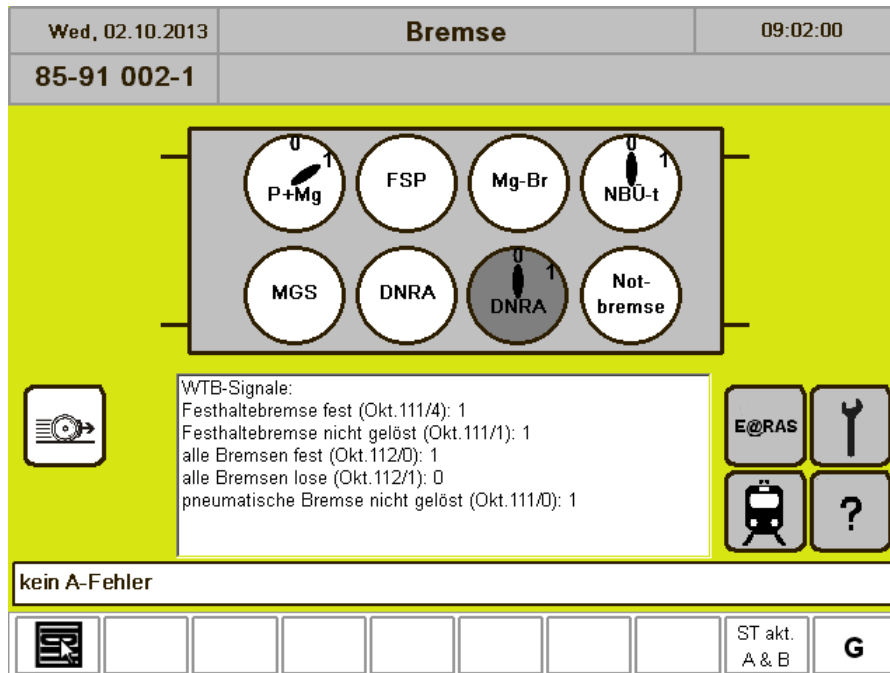 Wed, 02.10.2013
Bremse
09:02:00
85-91 002-1
0
1
P+Mg
FSP
Mg-Br
0
1
NBÜ-t
MGS
DNRA
0
1
DNRA
Not-
bremse
WTB-Signale:
Festhaltebremse fest (Okt.111/4): 1
Festhaltebremse nicht gelöst (Okt.111/1): 1
alle Bremsen fest (Okt.112/0): 1
alle Bremsen lose (Okt.112/1): 0
pneumatische Bremse nicht gelöst (Okt.111/0): 1
E@RAS
?
kein A-Fehler
ST akt.
A & B
G